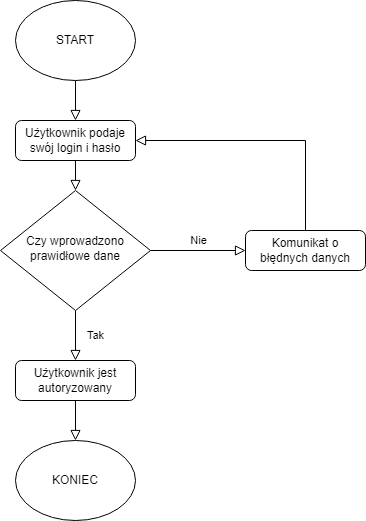 START
Użytkownik podaje
swój login i hasło
Czy wprowadzono
prawidłowe dane
Nie
Komunikat o
błędnych danych
Tak
Użytkownik jest
autoryzowany
KONIEC